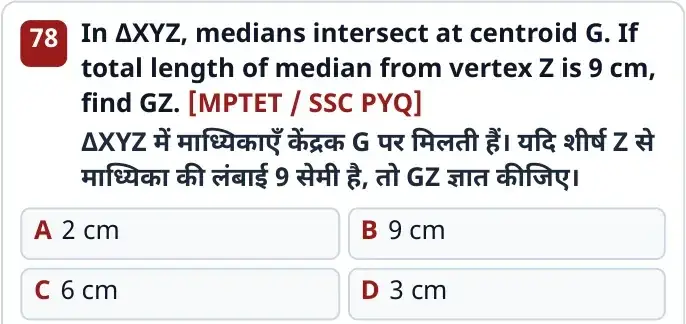 78 In ΔXYZ, medians intersect at centroid G. If
total length of median from vertex Z is 9 cm,
find GZ. [MPTET / SSC PYQ]
ΔXYZ में माध्यिकाएँ केंद्रक G पर मिलती हैं। यदि शीर्ष Z से
माध्यिका की लंबाई 9 सेमी है, तो GZ ज्ञात कीजिए।
A 2 cm
B 9 cm
C 6 cm
D 3 cm